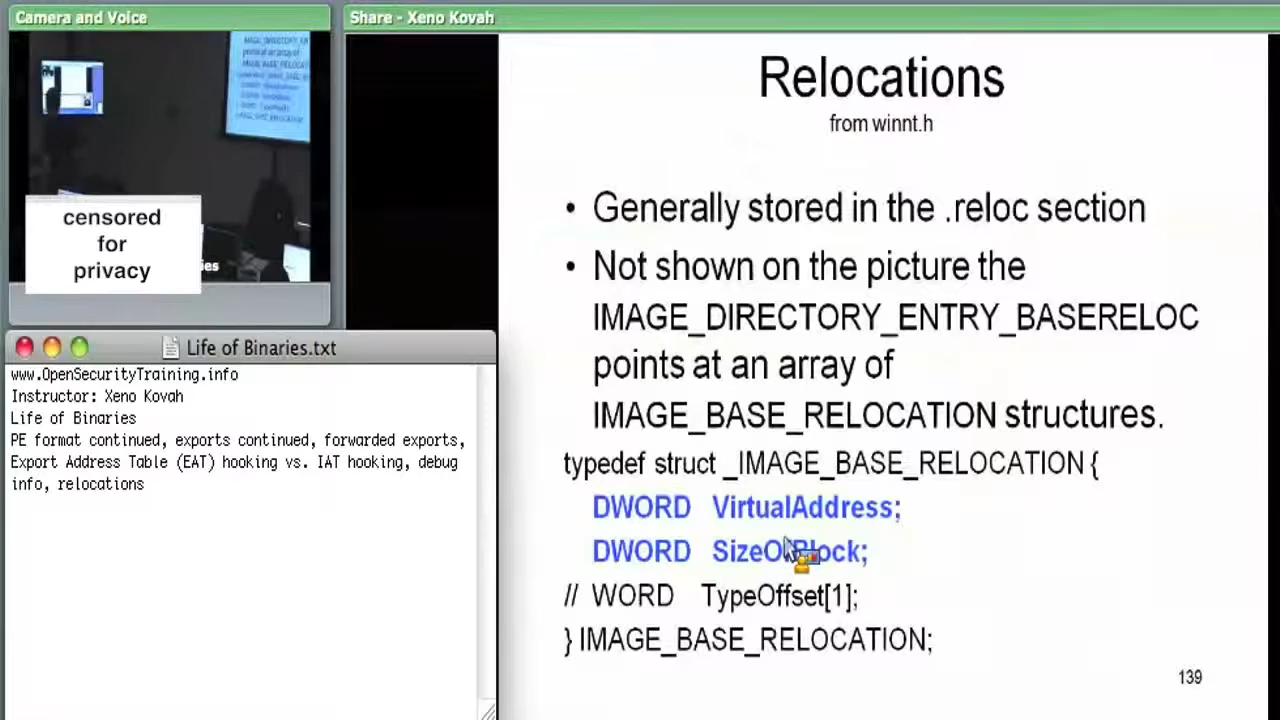 Camera and Voice
censored
for
privacy
ies
Life of Binaries.txt
www.OpenSecurityTraining.info
Instructor: Xeno Kovah
Life of Binaries
PE format continued, exports continued, forwarded exports,
Export Address Table (EAT) hooking vs. IAT hooking, debug
info, relocations
Share - Xeno Kovah
Relocations
from winnt.h
• Generally stored in the .reloc section
• Not shown on the picture the
IMAGE_DIRECTORY_ENTRY_BASERELOC
points at an array of
IMAGE_BASE_RELOCATION structures.
typedef struct _IMAGE_BASE_RELOCATION {
DWORD VirtualAddress;
DWORD SizeOfBlock;
// WORD TypeOffset[1];
} IMAGE_BASE_RELOCATION;
139